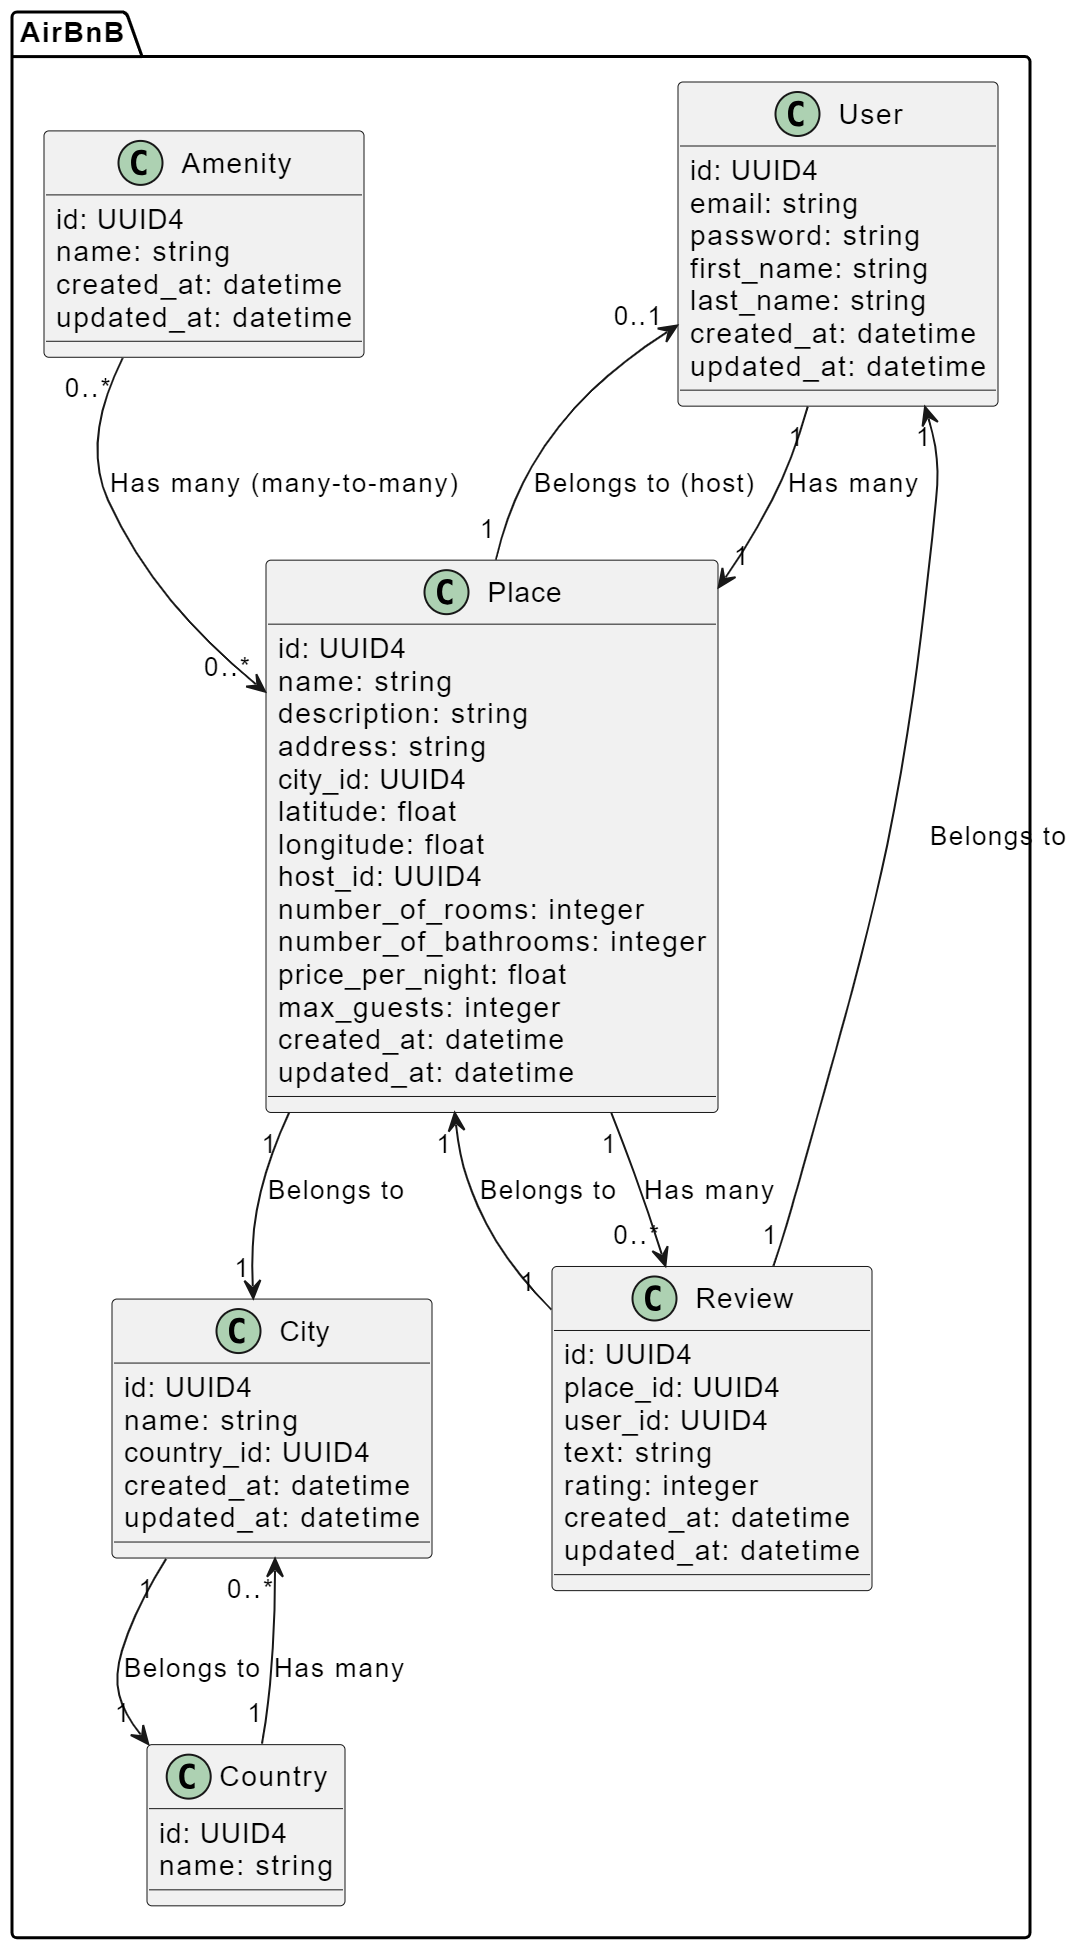 AirBnB
C User
id: UUID4
email: string
password: string
first_name: string
last_name: string
created_at: datetime
updated_at: datetime
C Amenity
id: UUID4
name: string
created_at: datetime
updated_at: datetime
0..1
0..*
1
1
Has many (many-to-many)
Belongs to (host)
Has many
1
1
0..*
C Place
id: UUID4
name: string
description: string
address: string
city_id: UUID4
latitude: float
longitude: float
host_id: UUID4
number_of_rooms: integer
number_of_bathrooms: integer
price_per_night: float
max_guests: integer
created_at: datetime
updated_at: datetime
Belongs to
1
1
1
Belongs to
Belongs to
Has many
0..*
1
1
1
C City
id: UUID4
name: string
country_id: UUID4
created_at: datetime
updated_at: datetime
C Review
id: UUID4
place_id: UUID4
user_id: UUID4
text: string
rating: integer
created_at: datetime
updated_at: datetime
1
0..*
Belongs to
Has many
1
1
C Country
id: UUID4
name: string